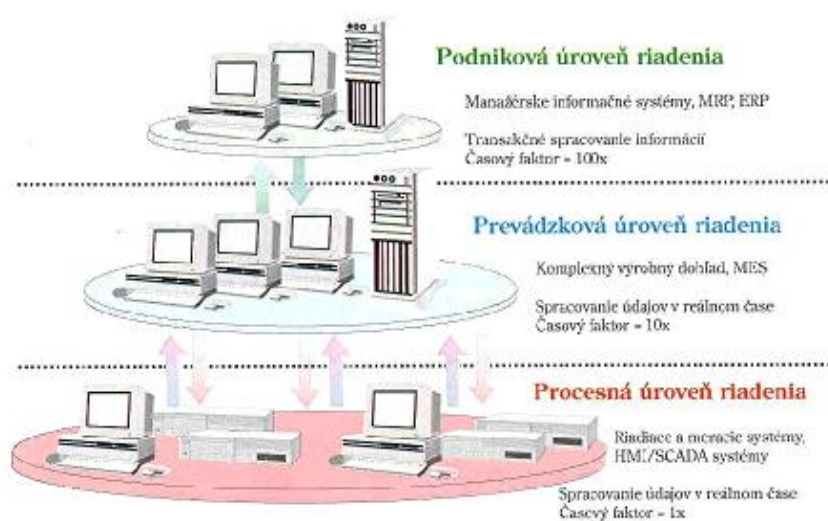 Podniková úroveň riadenia
Manažérske informačné systémy, MRP, ERP
Transakčné spracovanie informácií
Časový faktor = 100x
Prevádzková úroveň riadenia
Komplexný výrobný dohľad, MES
Spracovanie údajov v reálnom čase
Časový faktor = 10x
Procesná úroveň riadenia
Riadiace a meracie systémy,
HMI/SCADA systémy
Spracovanie údajov v reálnom čase
Časový faktor = 1x